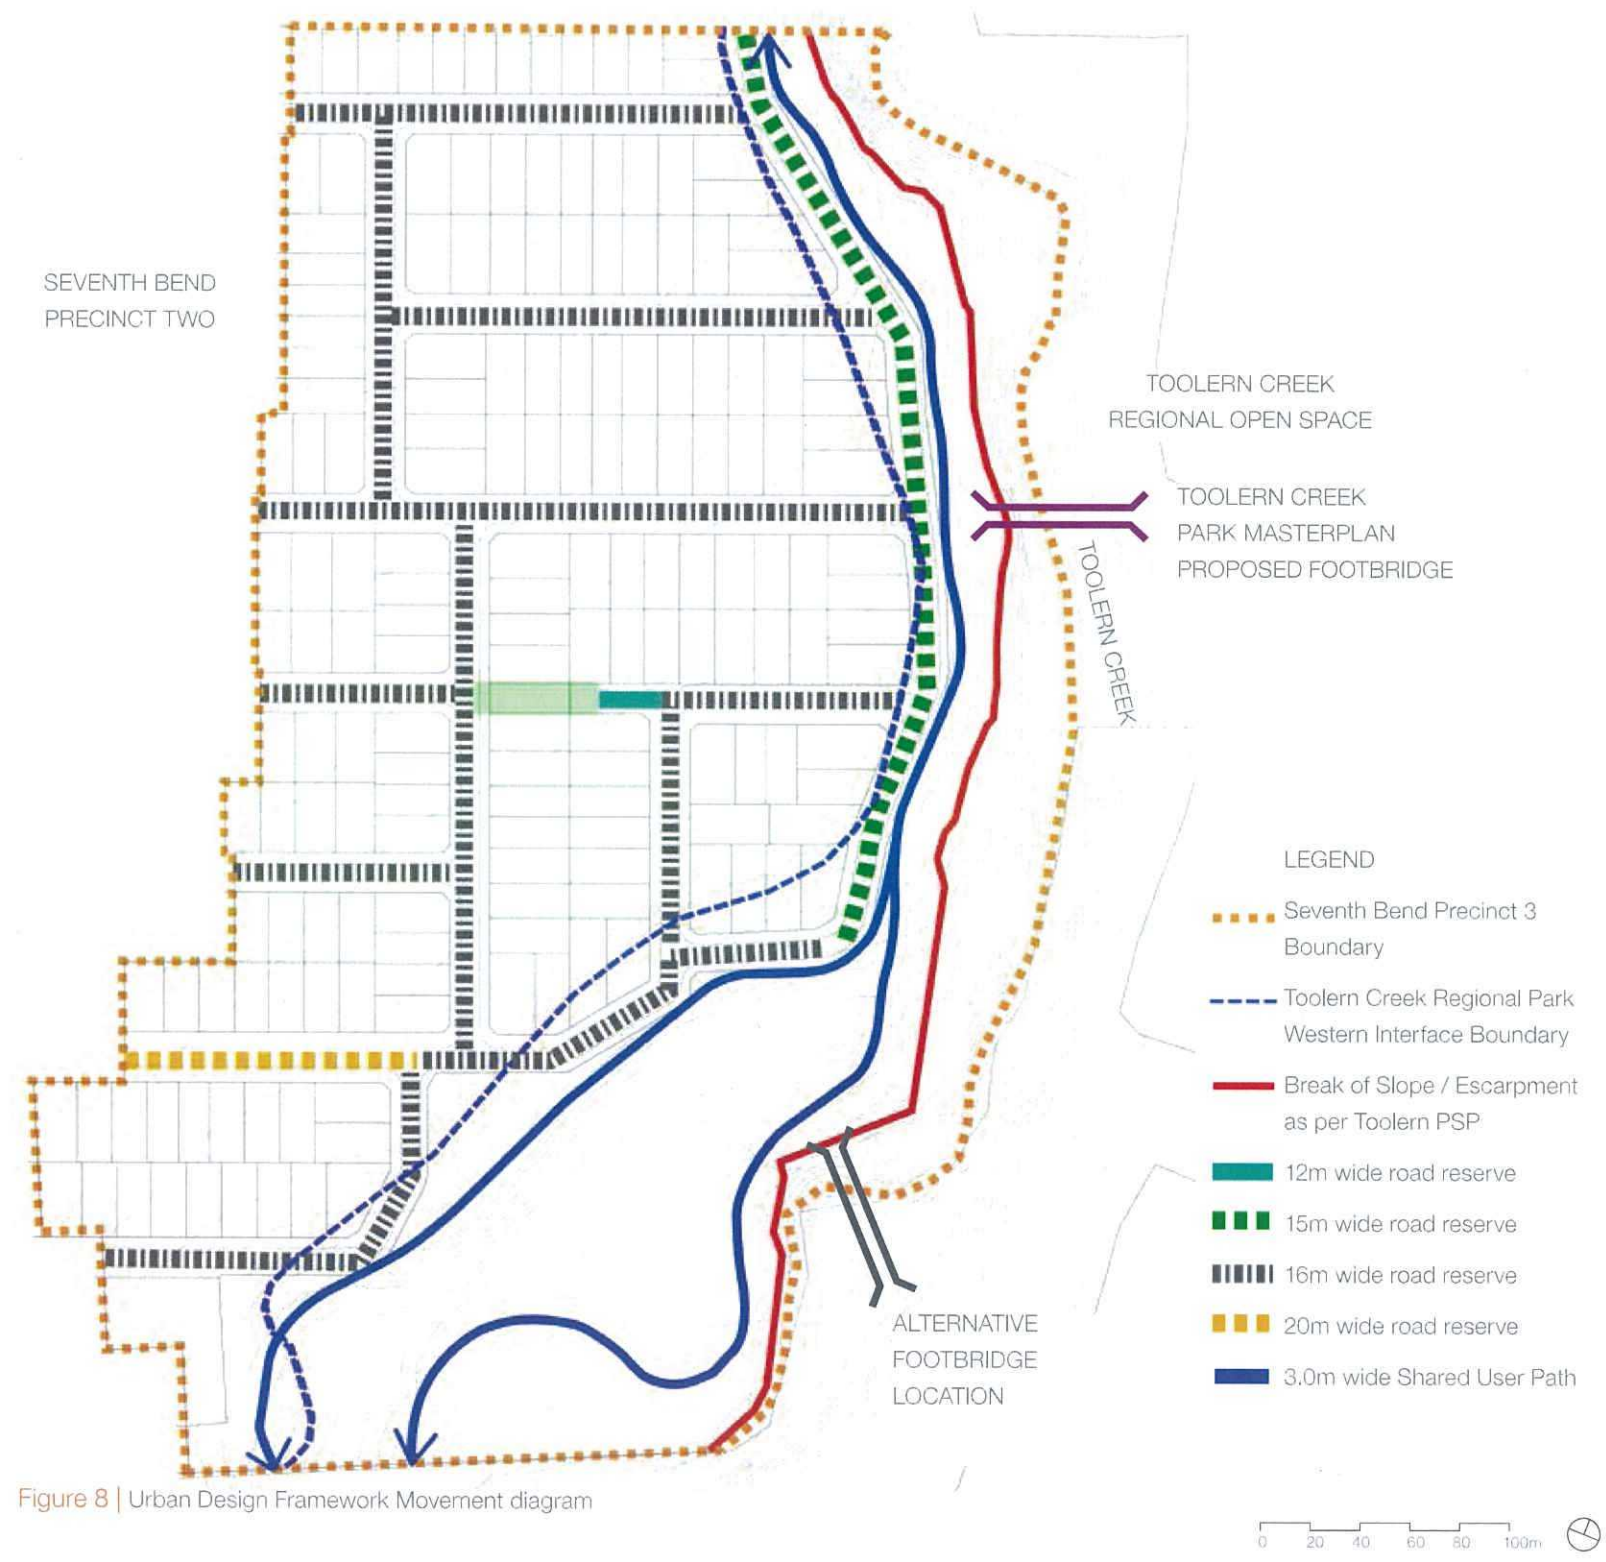 SEVENTH BEND
PRECINCT TWO
TOOLERN CREEK
REGIONAL OPEN SPACE
TOOLERN CREEK
PARK MASTERPLAN
PROPOSED FOOTBRIDGE
TOOLERN CREEK
LEGEND
Seventh Bend Precinct 3
Boundary
Toolern Creek Regional Park
Western Interface Boundary
Break of Slope / Escarpment
as per Toolern PSP
12m wide road reserve
15m wide road reserve
16m wide road reserve
20m wide road reserve
3.0m wide Shared User Path
ALTERNATIVE
FOOTBRIDGE
LOCATION
Figure 8 | Urban Design Framework Movement diagram
0 20 40 60 80 100m